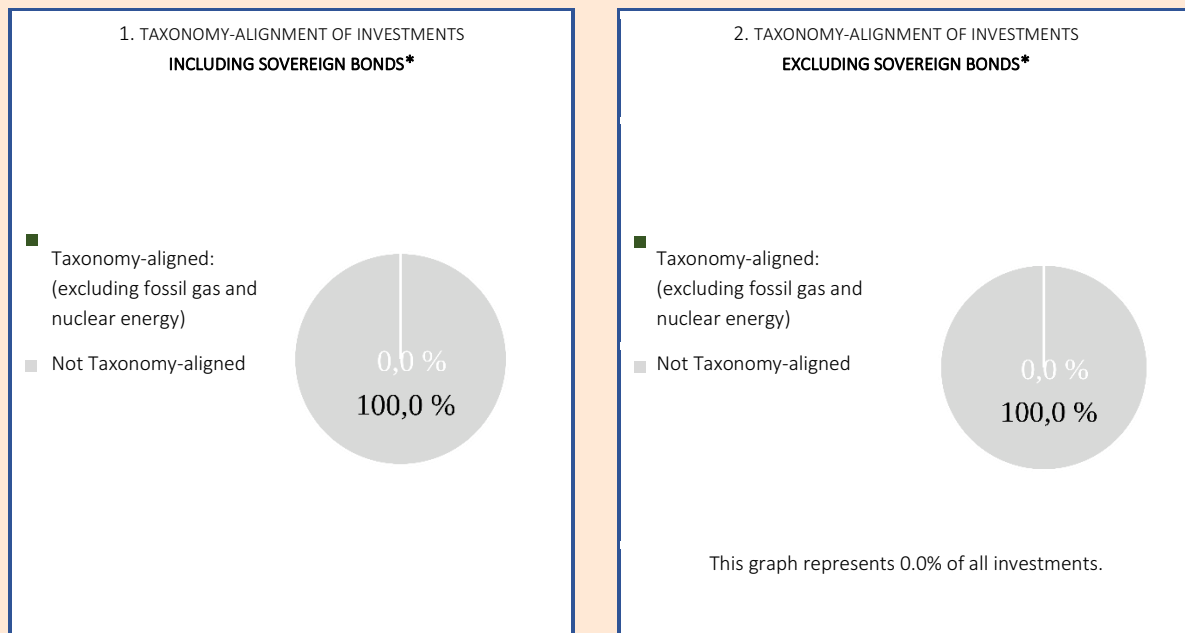 1. TAXONOMY-ALIGNMENT OF INVESTMENTS
INCLUDING SOVEREIGN BONDS*
Taxonomy-aligned:
(excluding fossil gas and
nuclear energy)
Not Taxonomy-aligned
0,0 %
100,0 %
2. TAXONOMY-ALIGNMENT OF INVESTMENTS
EXCLUDING SOVEREIGN BONDS*
Taxonomy-aligned:
(excluding fossil gas and
nuclear energy)
Not Taxonomy-aligned
0,0 %
100,0 %
This graph represents 0.0% of all investments.